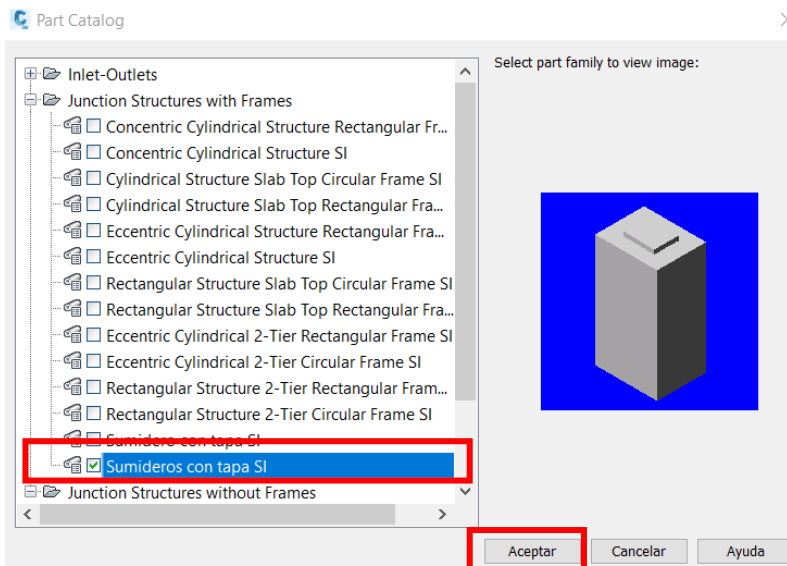 Part Catalog
Select part family to view image:
Inlet-Outlets
Junction Structures with Frames
Concentric Cylindrical Structure Rectangular Fr...
Concentric Cylindrical Structure SI
Cylindrical Structure Slab Top Circular Frame SI
Cylindrical Structure Slab Top Rectangular Fra...
Eccentric Cylindrical Structure Rectangular Fra...
Eccentric Cylindrical Structure SI
Rectangular Structure Slab Top Circular Frame SI
Rectangular Structure Slab Top Rectangular Fra...
Eccentric Cylindrical 2-Tier Rectangular Frame SI
Eccentric Cylindrical 2-Tier Circular Frame SI
Rectangular Structure 2-Tier Rectangular Fram...
Rectangular Structure 2-Tier Circular Frame SI
Sumidero con tapa SI
Sumideros con tapa SI
Junction Structures without Frames
Aceptar Cancelar Ayuda